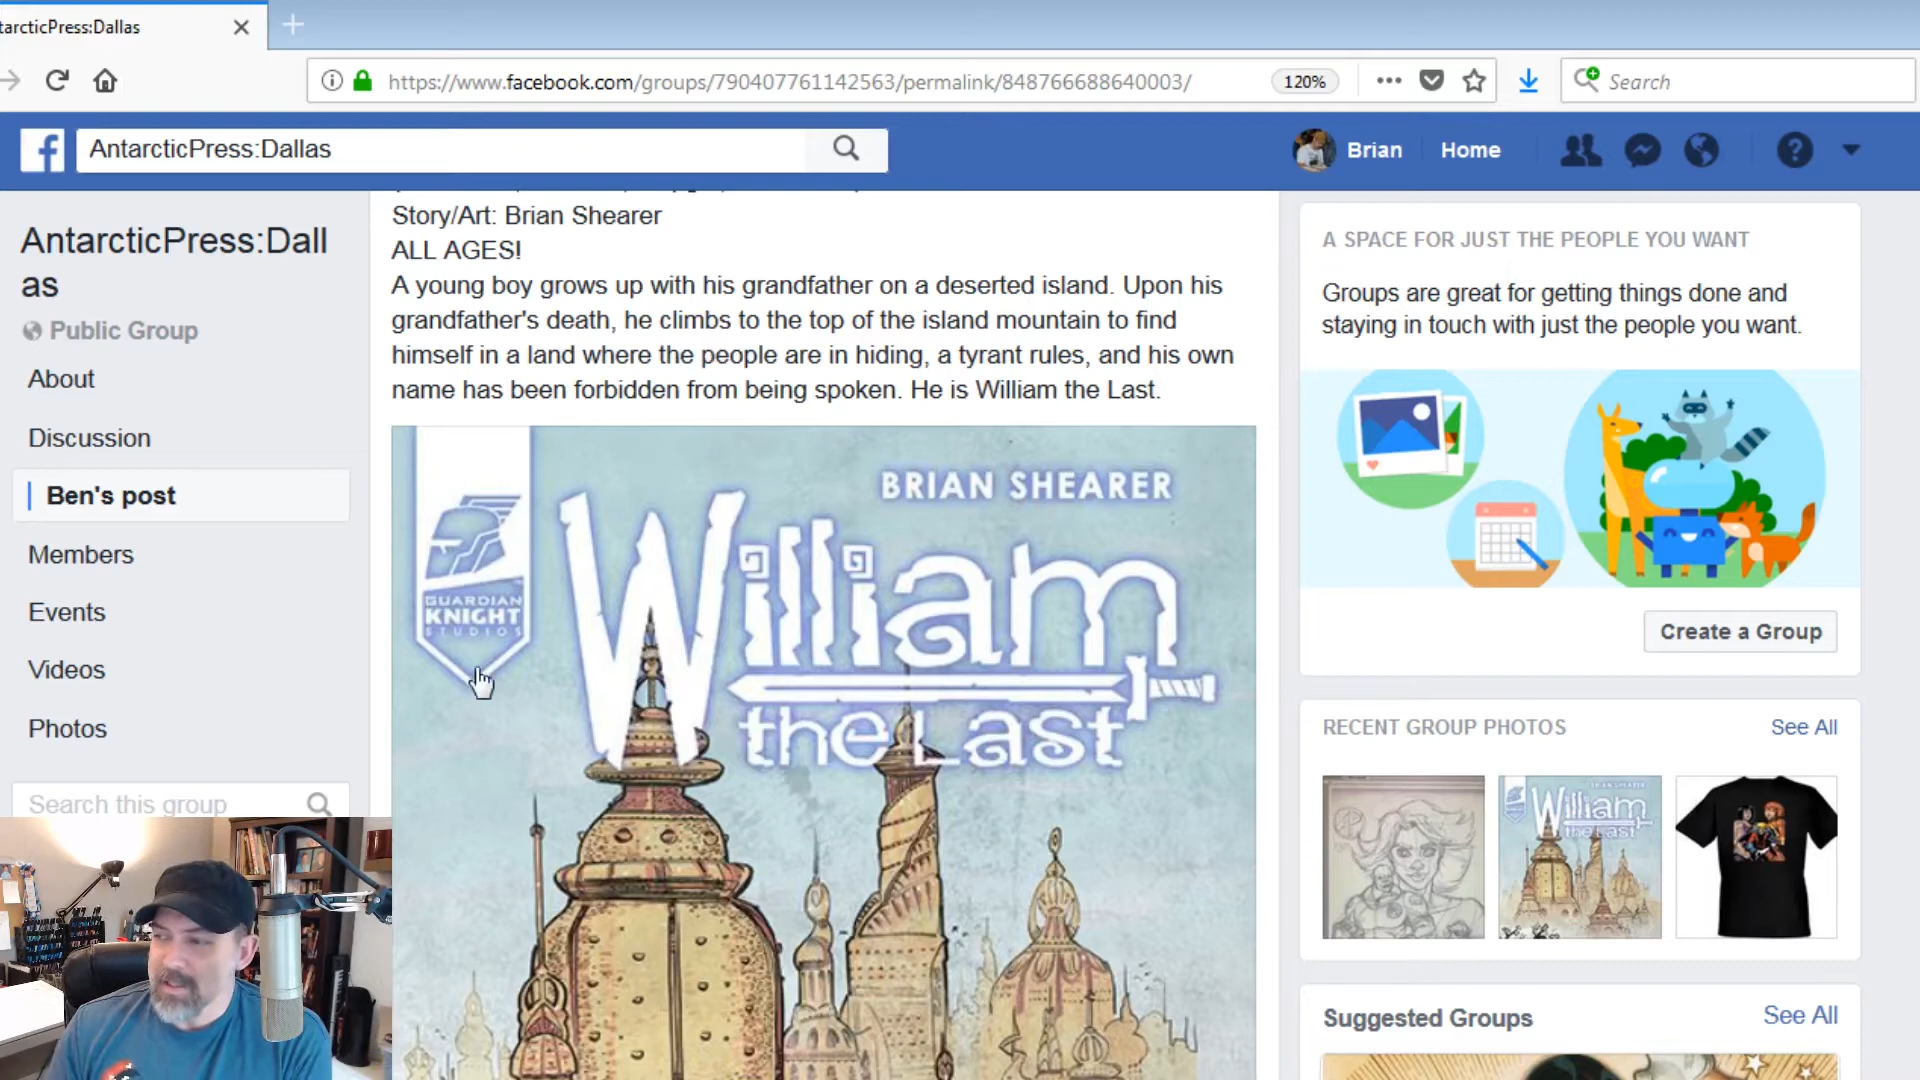 tarcticPress:Dallas
https://www.facebook.com/groups/790407761142563/permalink/848766688640003/
120%
Search
AntarcticPress:Dallas
Brian
Home
AntarcticPress:Dall
as
Public Group
About
Discussion
Ben's post
Members
Events
Videos
Photos
Search this group
Story/Art: Brian Shearer
ALL AGES!
A young boy grows up with his grandfather on a deserted island. Upon his
grandfather's death, he climbs to the top of the island mountain to find
himself in a land where the people are in hiding, a tyrant rules, and his own
name has been forbidden from being spoken. He is William the Last.
BRIAN SHEARER
GUARDIAN
KNIGHT
STUDIOS
William
the Last
A SPACE FOR JUST THE PEOPLE YOU WANT
Groups are great for getting things done and
staying in touch with just the people you want.
Create a Group
RECENT GROUP PHOTOS
See All
William
the Last
Suggested Groups
See All